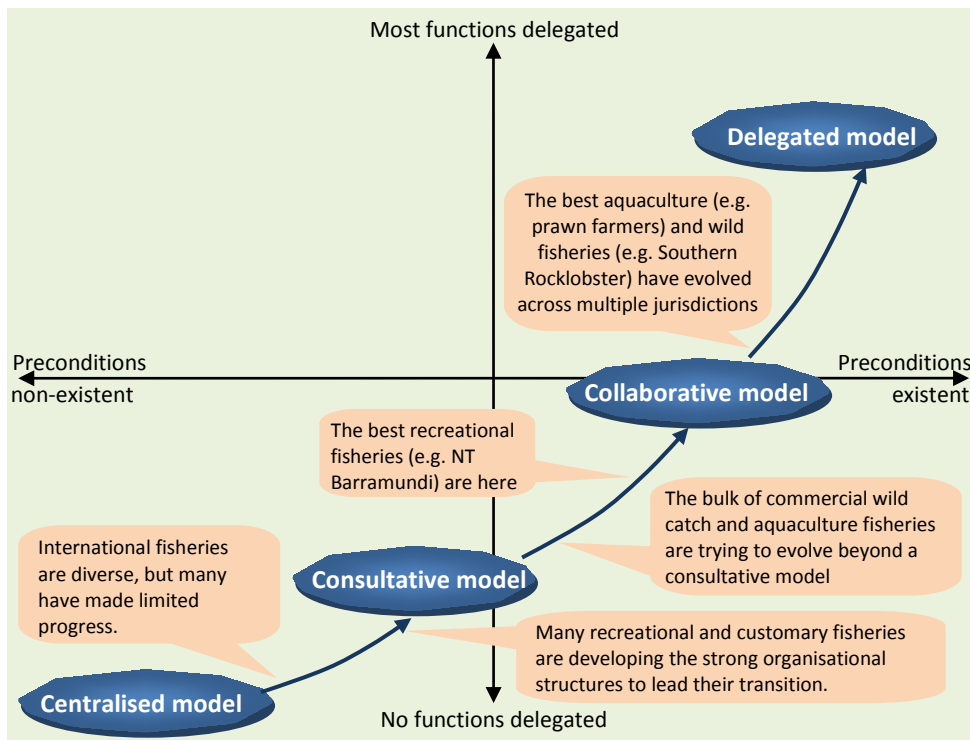 Most functions delegated
Delegated model
The best aquaculture (e.g.
prawn farmers) and wild
fisheries (e.g. Southern
Rocklobster) have evolved
across multiple jurisdictions
Preconditions
non-existent
Preconditions
existent
Collaborative model
The best recreational
fisheries (e.g. NT
Barramundi) are here
The bulk of commercial wild
catch and aquaculture fisheries
are trying to evolve beyond a
consultative model
International fisheries
are diverse, but many
have made limited
progress.
Consultative model
Many recreational and customary fisheries
are developing the strong organisational
structures to lead their transition.
Centralised model
No functions delegated